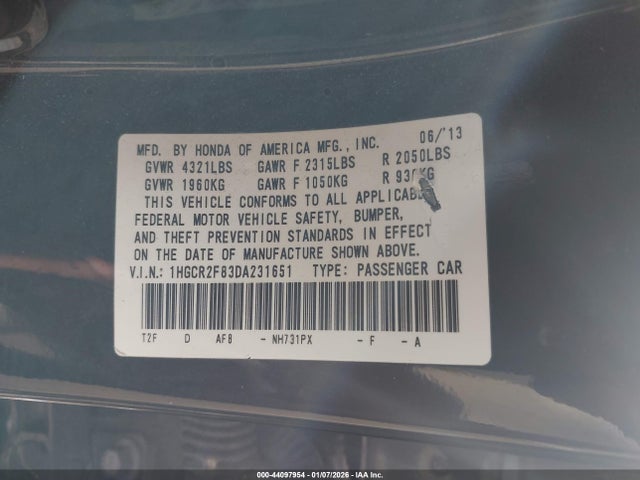 MFD. BY HONDA OF AMERICA MFG., INC. 06/'13
GVWR 4321LBS GAWR F 2315LBS R 2050LBS
GVWR 1960KG GAWR F 1050KG R
THIS VEHICLE CONFORMS TO ALL APPLICABLE
FEDERAL MOTOR VEHICLE SAFETY, BUMPER,
AND THEFT PREVENTION STANDARDS IN EFFECT
ON THE DATE OF MANUFACTURE SHOWN ABOVE.
V.I.N.: 1HGCR2F83DA231651 TYPE: PASSENGER CAR
T2F D AFB - NH731PX - F - A
000-44097954 | 01/07/2026 | IAA Inc.